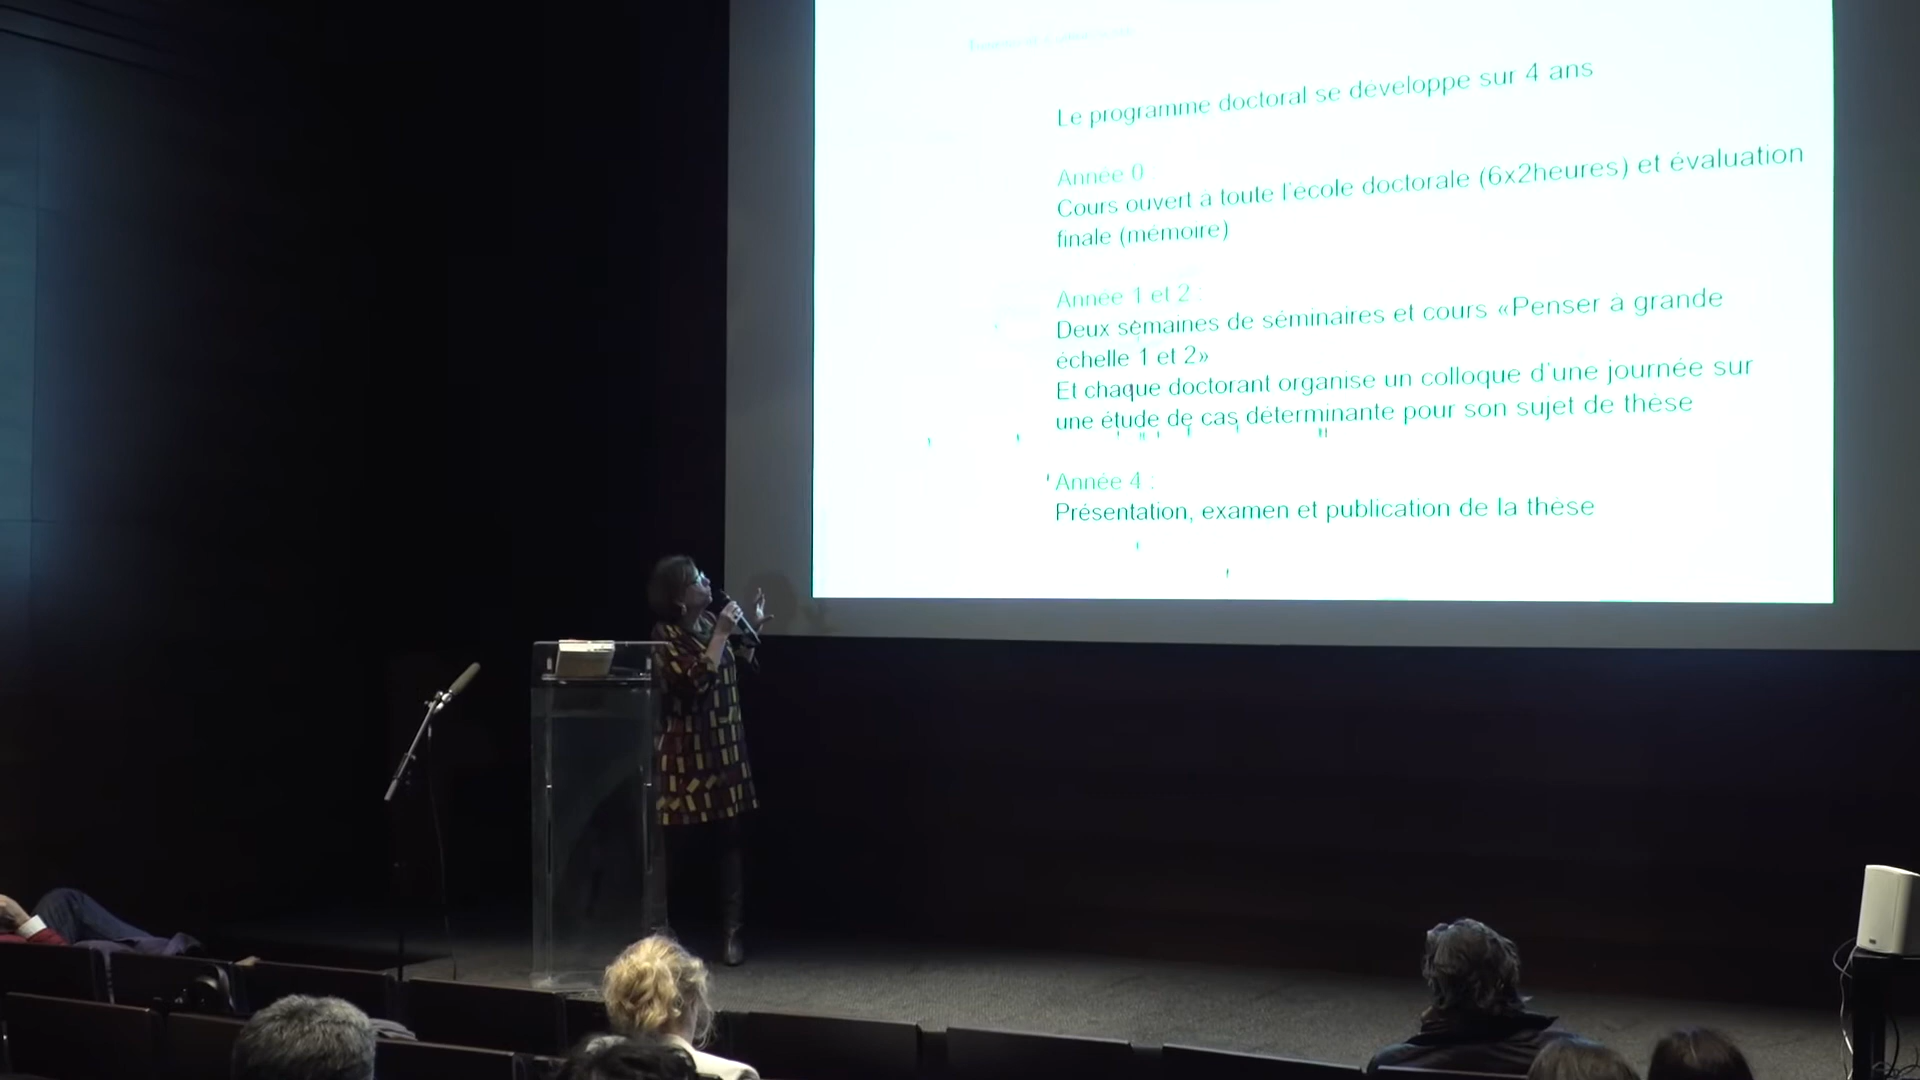 Le programme doctoral se développe sur 4 ans
Année 0
Cours ouvert à toute l'école doctorale (6x2heures) et évaluation
finale (mémoire)
Année 1 et 2 :
Deux semaines de séminaires et cours «Penser à grande
échelle 1 et 2»
Et chaque doctorant organise un colloque d'une journée sur
une étude de cas déterminante pour son sujet de thèse
Année 4 :
Présentation, examen et publication de la thèse